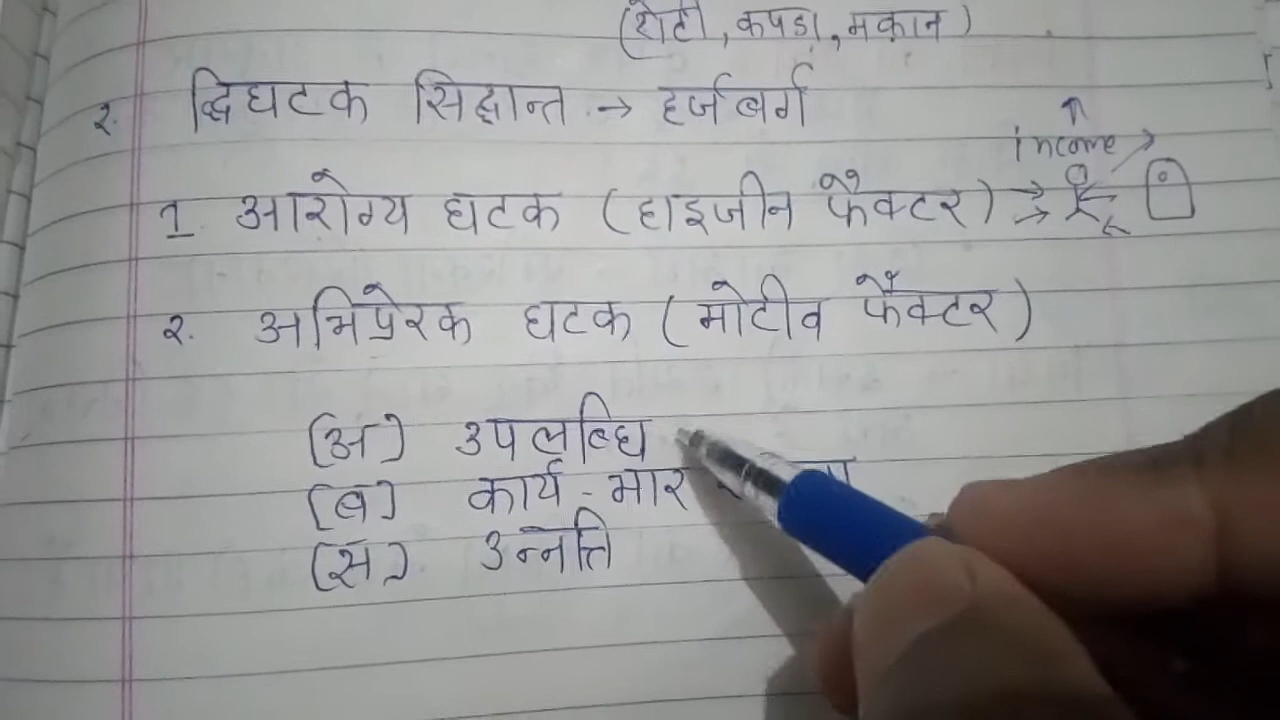 (रोटी, कपडा, मकान)
२. द्विघटक सिद्धान्त → हर्जबर्ग
income
1. आरोग्य घटक (हाइजीन फैक्टर)
२. अभिप्रेरक घटक (मोटीव फैक्टर)
(अ) उपलब्धि
(ब) कार्य - भार
(स) उन्नत्ति